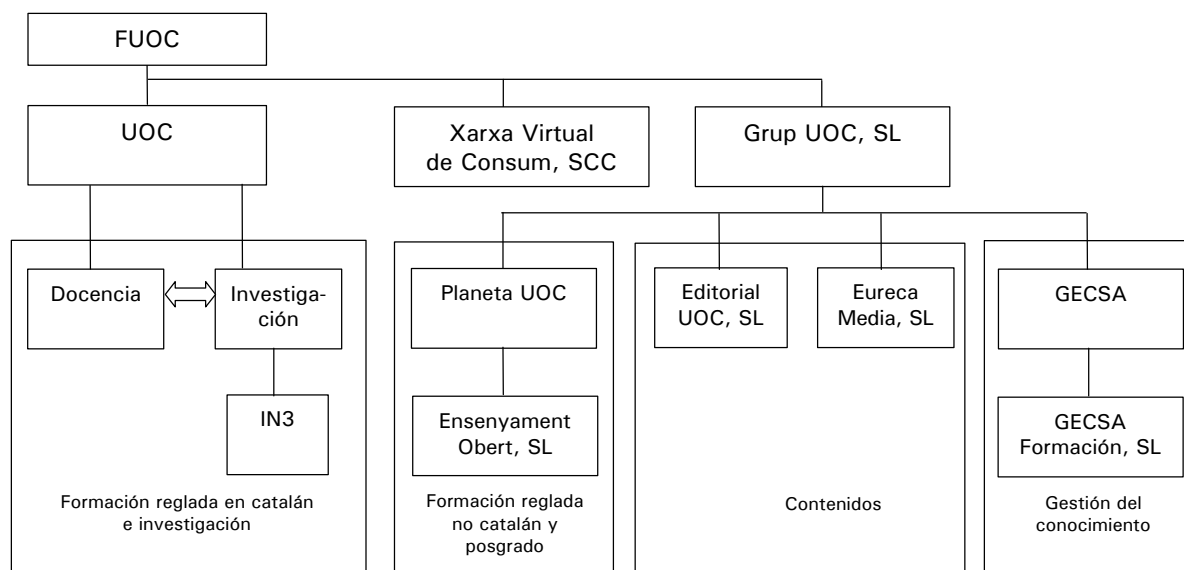 FUOC
UOC
Xarxa Virtual
de Consum, SCC
Grup UOC, SL
Docencia
Investiga-
ción
IN3
Formación reglada en catalán
e investigación
Planeta UOC
Ensenyament
Obert, SL
Formación reglada
no catalán y
posgrado
Editorial
UOC, SL
Eureca
Media, SL
Contenidos
GECSA
GECSA
Formación, SL
Gestión del
conocimiento